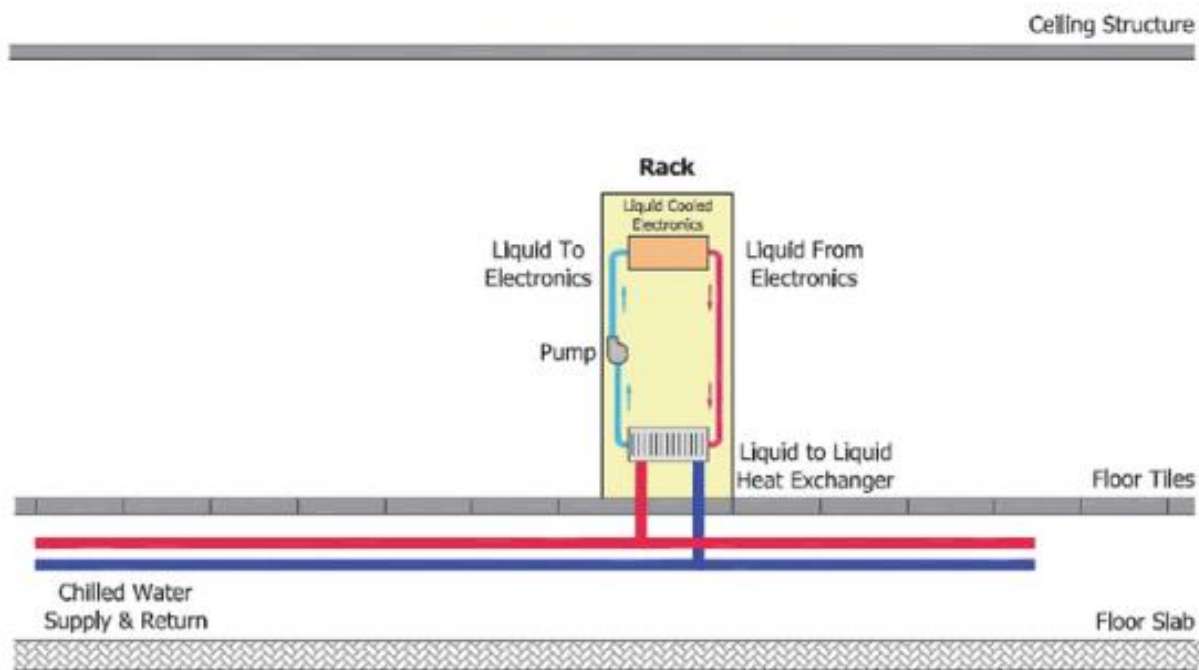 Ceiling Structure
Rack
Liquid Cooled
Electronics
Liquid To
Electronics
Liquid From
Electronics
Pump
Liquid to Liquid
Heat Exchanger
Floor Tiles
Chilled Water
Supply & Return
Floor Slab